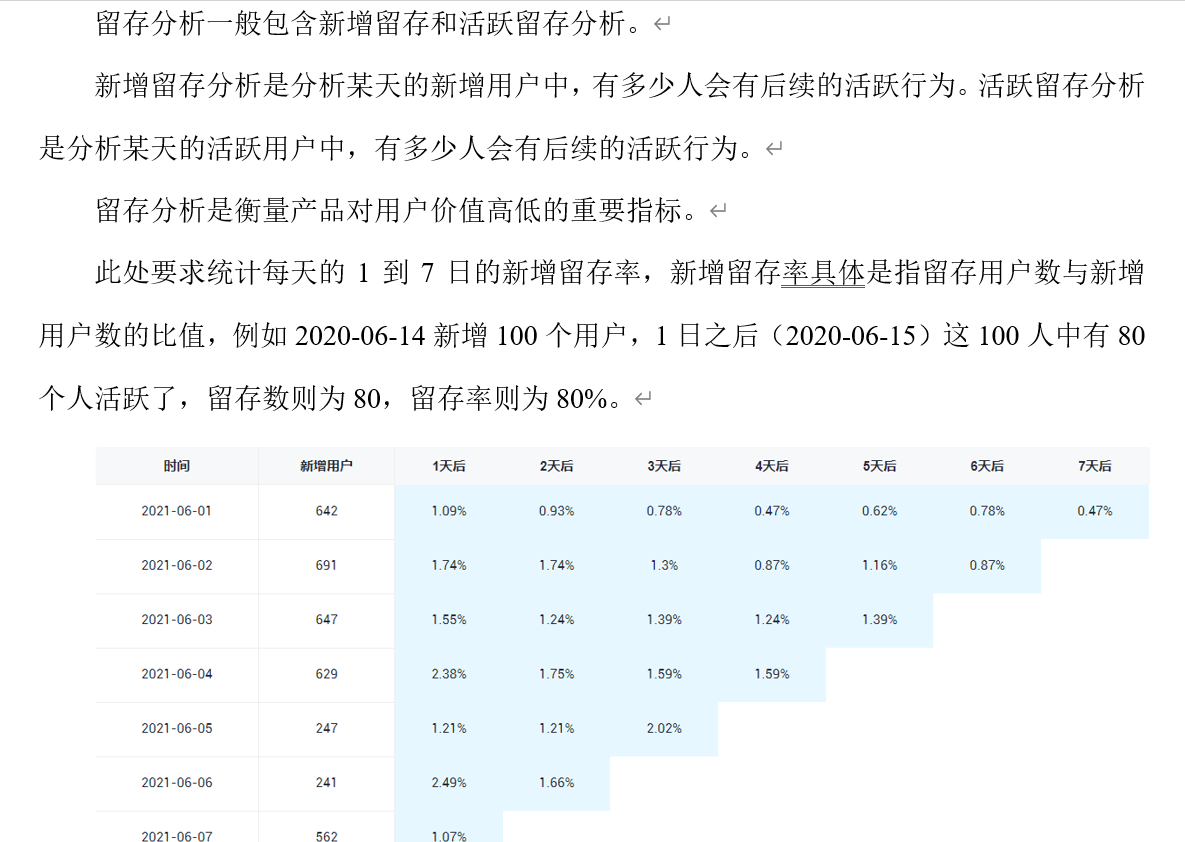 留存分析一般包含新增留存和活跃留存分析。
新增留存分析是分析某天的新增用户中，有多少人会有后续的活跃行为。活跃留存分析
是分析某天的活跃用户中，有多少人会有后续的活跃行为。
留存分析是衡量产品对用户价值高低的重要指标。
此处要求统计每天的 1 到 7 日的新增留存率，新增留存率具体是指留存用户数与新增
用户数的比值，例如 2020-06-14 新增 100 个用户，1 日之后（2020-06-15）这 100 人中有 80
个人活跃了，留存数则为 80，留存率则为 80%。
时间 新增用户 1天后 2天后 3天后 4天后 5天后 6天后 7天后
2021-06-01 642 1.09% 0.93% 0.78% 0.47% 0.62% 0.78% 0.47%
2021-06-02 691 1.74% 1.74% 1.3% 0.87% 1.16% 0.87%
2021-06-03 647 1.55% 1.24% 1.39% 1.24% 1.39%
2021-06-04 629 2.38% 1.75% 1.59% 1.59%
2021-06-05 247 1.21% 1.21% 2.02%
2021-06-06 241 2.49% 1.66%
2021-06-07 562 1.07%